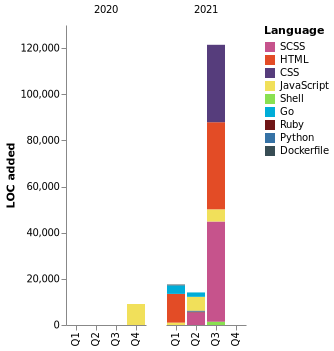 2020 2021
Language
SCSS
HTML
CSS
JavaScript
Shell
Go
Ruby
Python
Dockerfile
LOC added
120,000
100,000
80,000
60,000
40,000
20,000
0
Q1 Q2 Q3 Q4 Q1 Q2 Q3 Q4